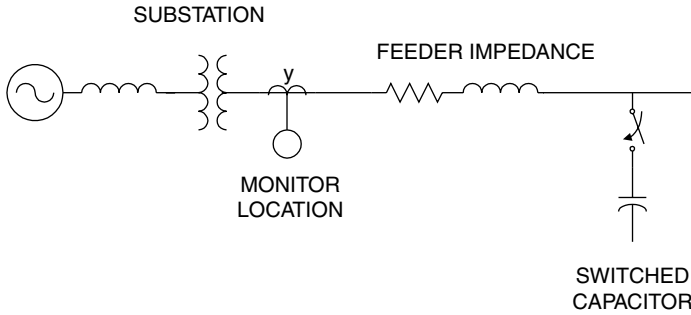 SUBSTATION
FEEDER IMPEDANCE
y
MONITOR
LOCATION
SWITCHED
CAPACITOR